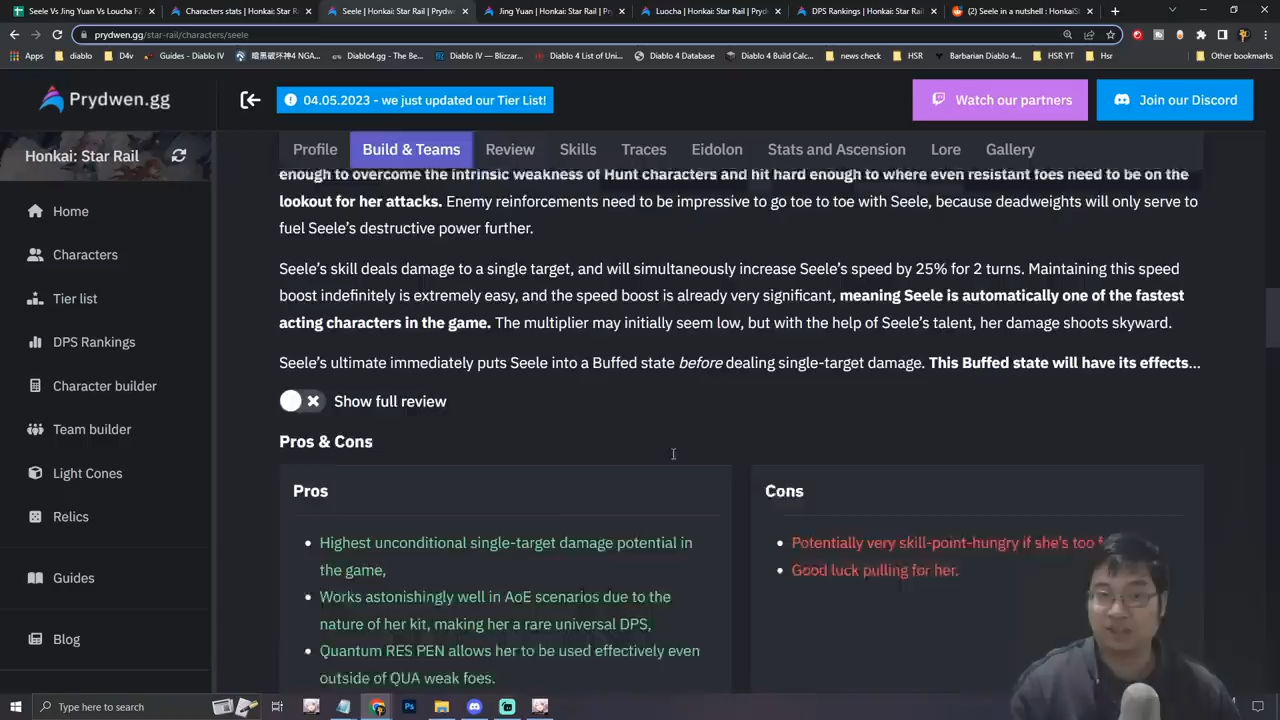 Seele Vs Jing Yuan Vs Loucha F2
Characters stats | Honkai: Star R
Seele | Honkai: Star Rail | Prydw
Jing Yuan | Honkai: Star Rail | Pr
Luocha | Honkai: Star Rail | Pryd
DPS Rankings | Honkai: Star Rail
(2) Seele in a nutshell : HonkaiSt
prydwen.gg/star-rail/characters/seele
Apps
diablo
D4v
Guides - Diablo IV
暗黑破坏神4 NGA...
Diablo4.gg - The Be...
Diablo IV — Blizzar...
Diablo 4 List of Uni...
Diablo 4 Database
Diablo 4 Build Calc...
news check
HSR
Barbarian Diablo 4...
HSR YT
Hsr
Other bookmarks
Prydwen.gg
04.05.2023 - we just updated our Tier List!
Watch our partners
Join our Discord
Honkai: Star Rail
Profile
Build & Teams
Review
Skills
Traces
Eidolon
Stats and Ascension
Lore
Gallery
Home
Characters
Tier list
DPS Rankings
Character builder
Team builder
Light Cones
Relics
Guides
Blog
enough to overcome the intrinsic weakness of Hunt characters and hit hard enough to where even resistant foes need to be on the
lookout for her attacks. Enemy reinforcements need to be impressive to go toe to toe with Seele, because deadweights will only serve to
fuel Seele's destructive power further.
Seele's skill deals damage to a single target, and will simultaneously increase Seele's speed by 25% for 2 turns. Maintaining this speed
boost indefinitely is extremely easy, and the speed boost is already very significant, meaning Seele is automatically one of the fastest
acting characters in the game. The multiplier may initially seem low, but with the help of Seele's talent, her damage shoots skyward.
Seele's ultimate immediately puts Seele into a Buffed state before dealing single-target damage. This Buffed state will have its effects...
Show full review
Pros & Cons
Pros
Highest unconditional single-target damage potential in
the game,
Works astonishingly well in AoE scenarios due to the
nature of her kit, making her a rare universal DPS,
Quantum RES PEN allows her to be used effectively even
outside of QUA weak foes.
Cons
Potentially very skill-point-hungry if she's too
Good luck pulling for her.
Type here to search